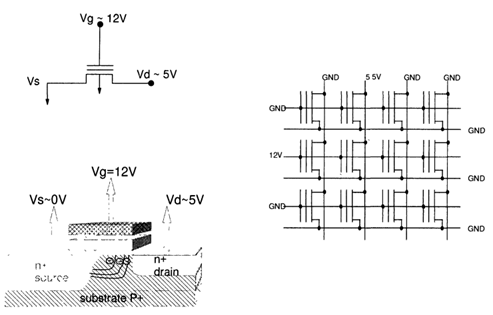 Vg ~ 12V
Vs
Vd ~ 5V
Vg=12V
Vs~0V
Vd~5V
n+
source
n+
drain
substrate P+
GND
5 5V
GND
GND
GND
GND
12V
GND
GND
GND